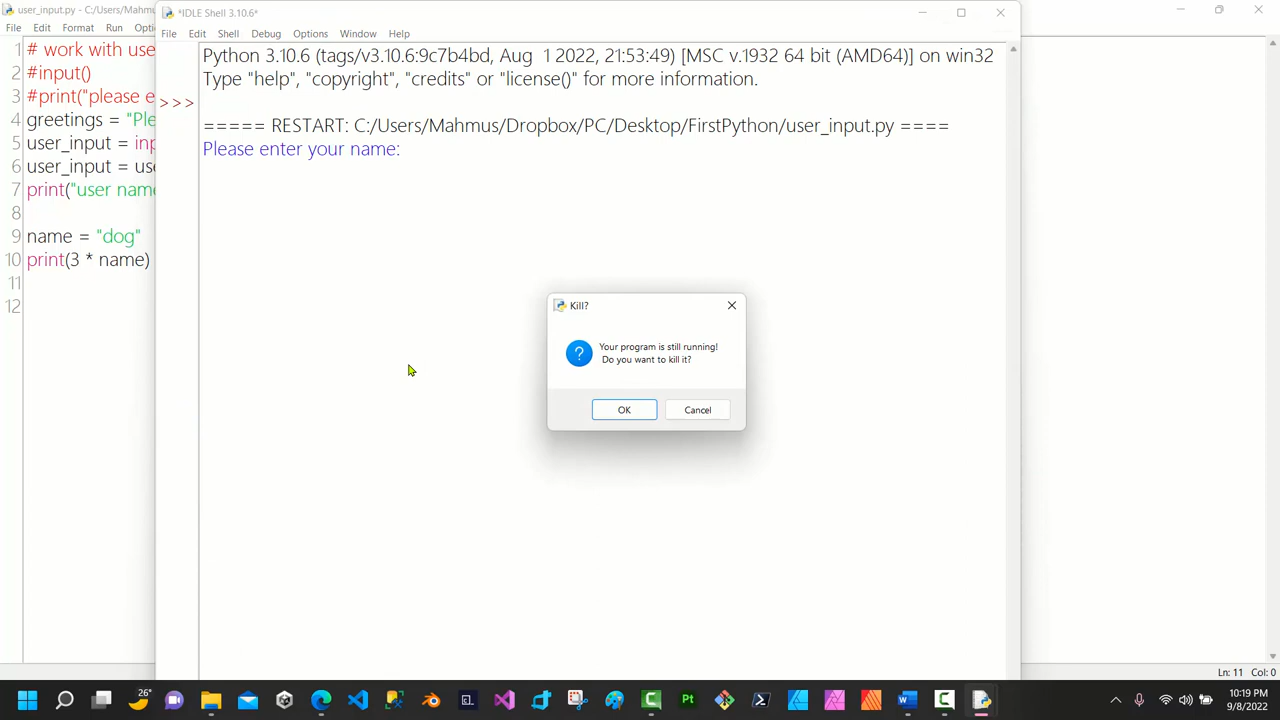 user_input.py - C:/Users/Mahmu
File Edit Format Run Opti
1 # work with use
2 #input()
3 #print("please e
4 greetings = "Ple
5 user_input = inp
6 user_input = use
7 print("user name
8
9 name = "dog"
10 print(3 * name)
11
12
*IDLE Shell 3.10.6*
File Edit Shell Debug Options Window Help
Python 3.10.6 (tags/v3.10.6:9c7b4bd, Aug 1 2022, 21:53:49) [MSC v.1932 64 bit (AMD64)] on win32
Type "help", "copyright", "credits" or "license()" for more information.
>>>
===== RESTART: C:/Users/Mahmus/Dropbox/PC/Desktop/FirstPython/user_input.py ====
Please enter your name:
Kill?
Your program is still running!
Do you want to kill it?
OK Cancel
Ln: 11 Col: 0
26°
Pt
10:19 PM
9/8/2022